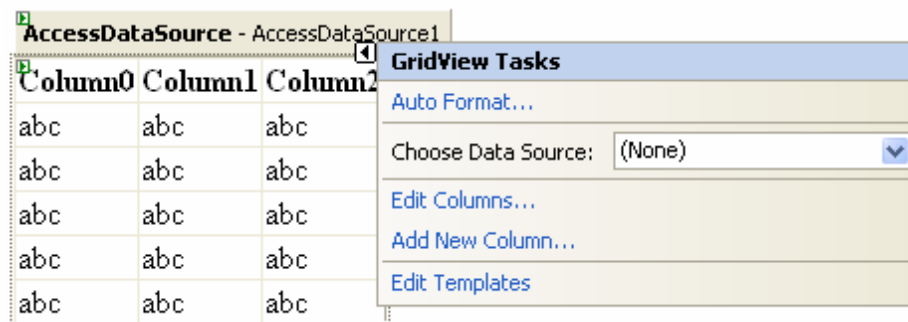 AccessDataSource - AccessDataSource1
Column0 Column1 Column2
abc abc abc
abc abc abc
abc abc abc
abc abc abc
abc abc abc
GridView Tasks
Auto Format...
Choose Data Source: (None)
Edit Columns...
Add New Column...
Edit Templates